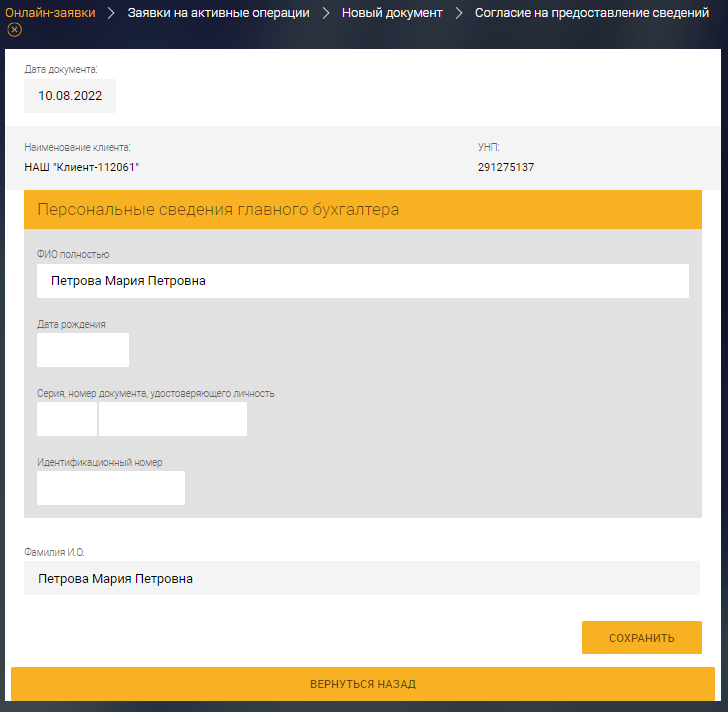 Онлайн-заявки > Заявки на активные операции > Новый документ > Согласие на предоставление сведений
Дата документа:
10.08.2022
Наименование клиента: УНП:
НАШ "Клиент-112061" 291275137
Персональные сведения главного бухгалтера
ФИО полностью
Петрова Мария Петровна
Дата рождения
Серия, номер документа, удостоверяющего личность
Идентификационный номер
Фамилия И.О.
Петрова Мария Петровна
СОХРАНИТЬ
ВЕРНУТЬСЯ НАЗАД